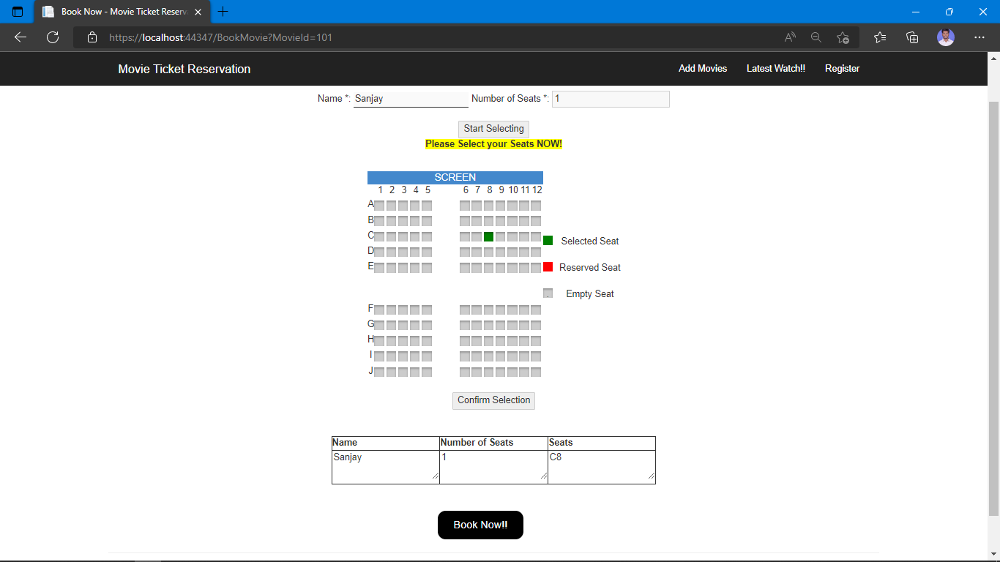 Book Now - Movie Ticket Reserv
https://localhost:44347/BookMovie?MovieId=101
Movie Ticket Reservation
Add Movies Latest Watch!! Register
Name *: Sanjay Number of Seats *: 1
Start Selecting
Please Select your Seats NOW!
SCREEN
1 2 3 4 5 6 7 8 9 10 11 12
A
B
C
Selected Seat
D
E
Reserved Seat
Empty Seat
F
G
H
I
J
Confirm Selection
Name Number of Seats Seats
Sanjay 1 C8
Book Now!!